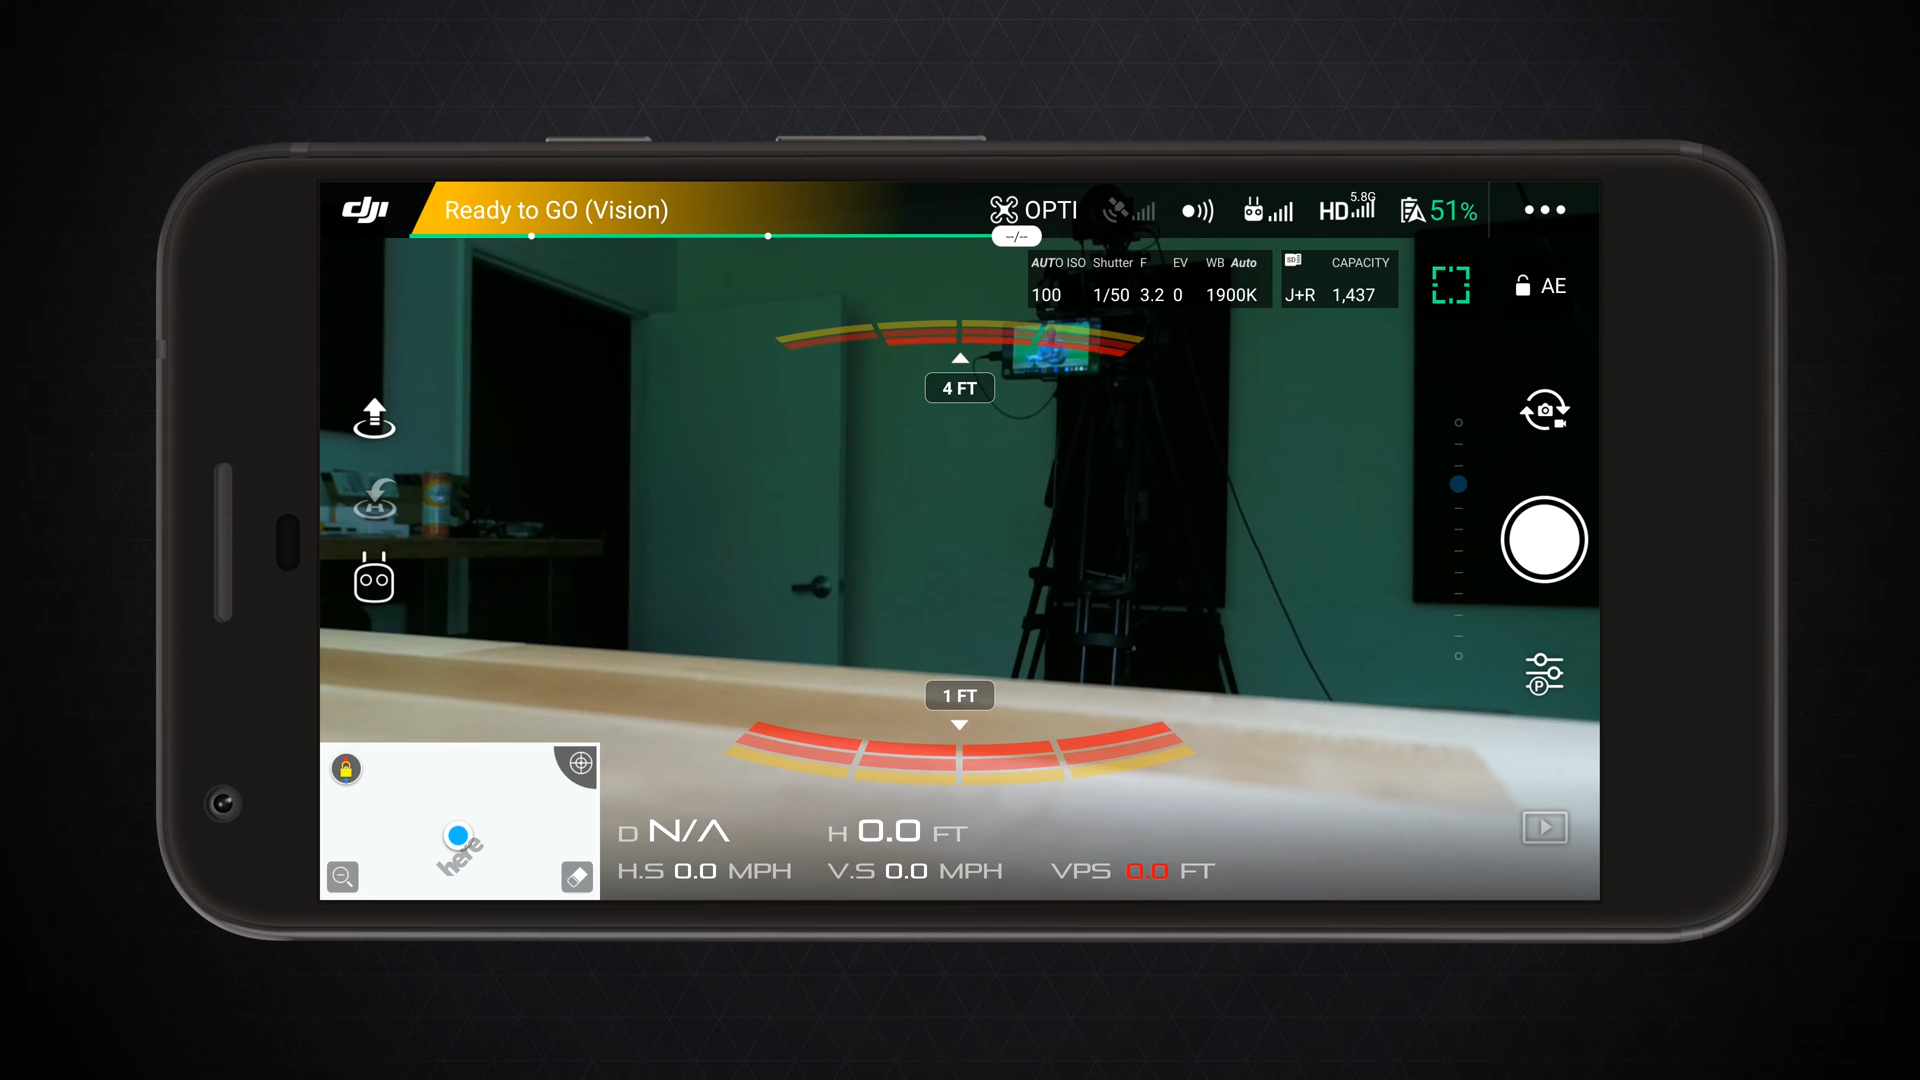 dji Ready to GO (Vision) OPTI HD 5.8G 51%
--/--
AUTO ISO Shutter F EV WB Auto SD CAPACITY
100 1/50 3.2 0 1900K J+R 1,437
AE
4 FT
H
1 FT
P
here
D N/A H 0.0 FT
H.S 0.0 MPH V.S 0.0 MPH VPS 0.0 FT